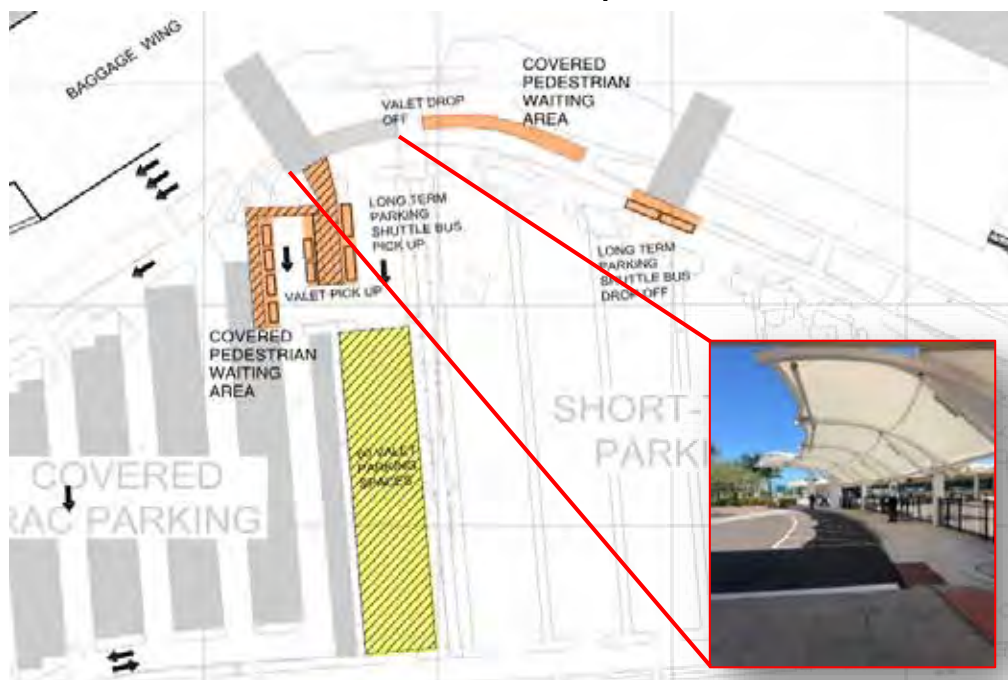 BAGGAGE WING
COVERED
PEDESTRIAN
WAITING
AREA
VALET DROP
OFF
LONG TERM
PARKING
SHUTTLE BUS
PICK UP
LONG TERM
PARKING
SHUTTLE BUS
DROP OFF
VALET PICK UP
COVERED
PEDESTRIAN
WAITING
AREA
VALET
PARKING
SPACES
SHORT-
PARK
COVERED
RAC PARKING